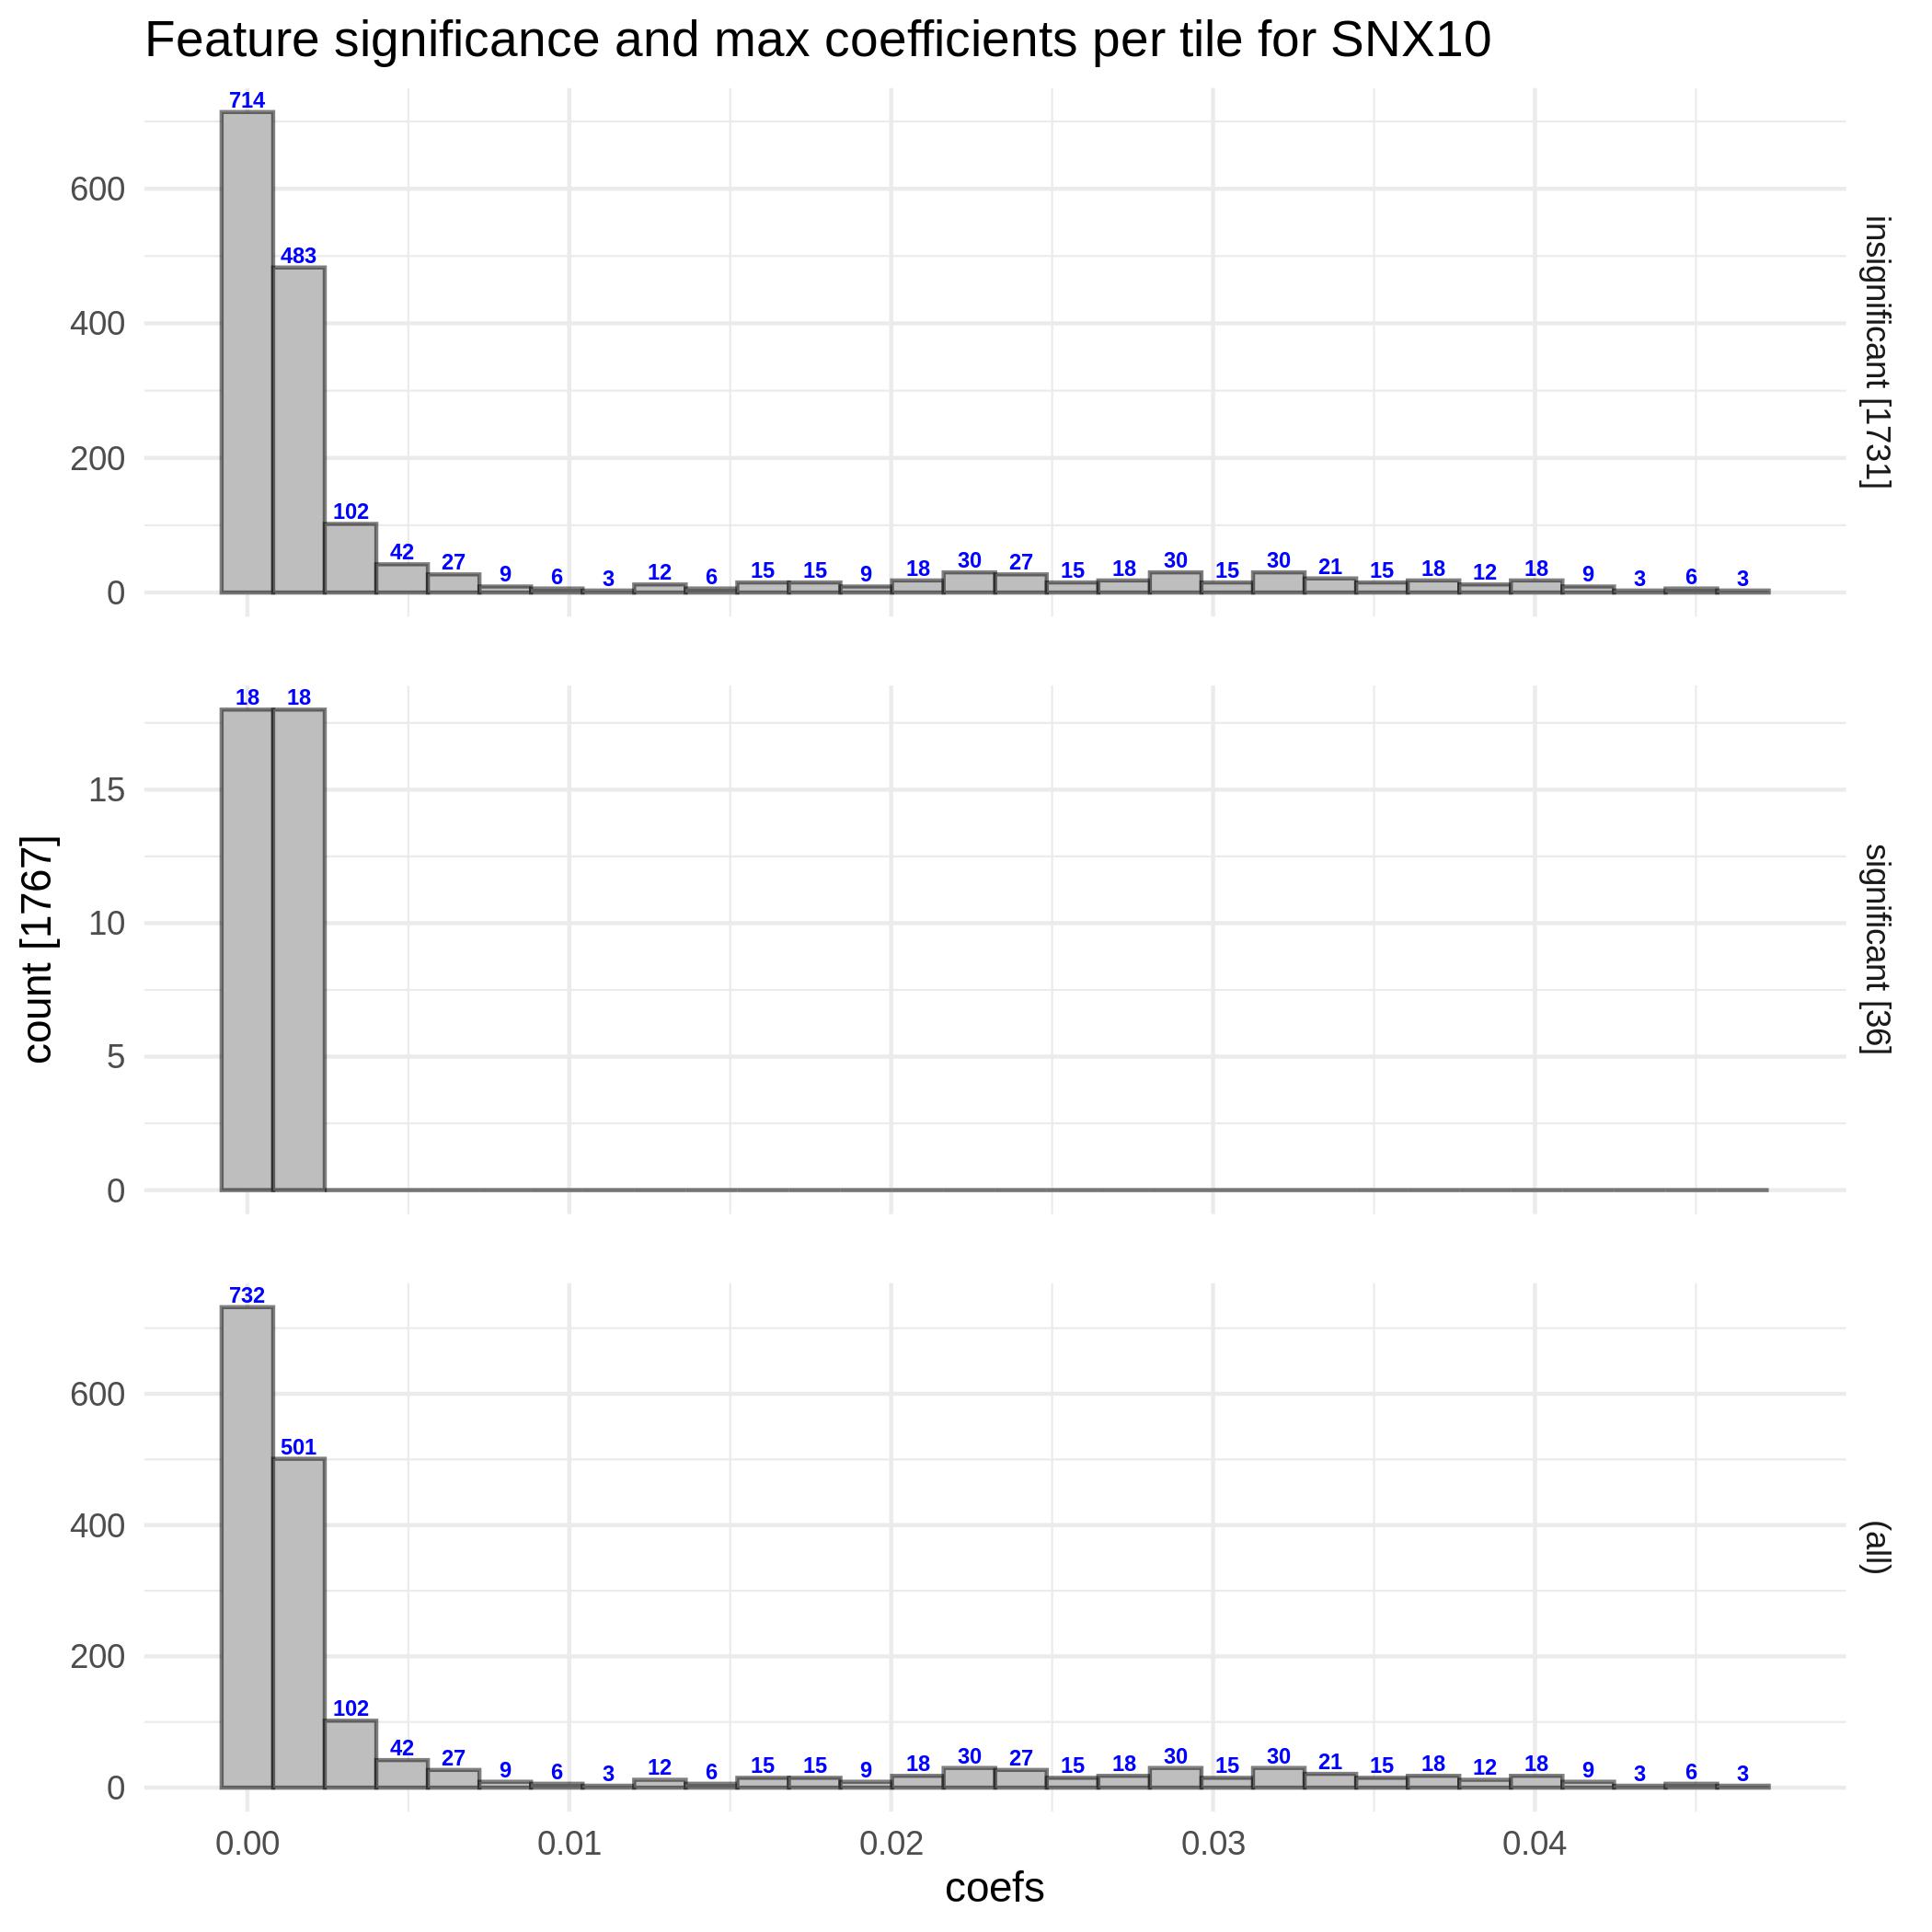 Feature significance and max coefficients per tile for SNX10
714
600
483
400
200
102
42 27 9 6 3 12 6 15 15 9 18 30 27 15 18 30 15 30 21 15 18 12 18 9 3 6 3
0
insignificant [1731]
18 18
15
10
5
0
significant [36]
count [1767]
732
600
501
400
200
102
42 27 9 6 3 12 6 15 15 9 18 30 27 15 18 30 15 30 21 15 18 12 18 9 3 6 3
0
(all)
0.00 0.01 0.02 0.03 0.04
coefs